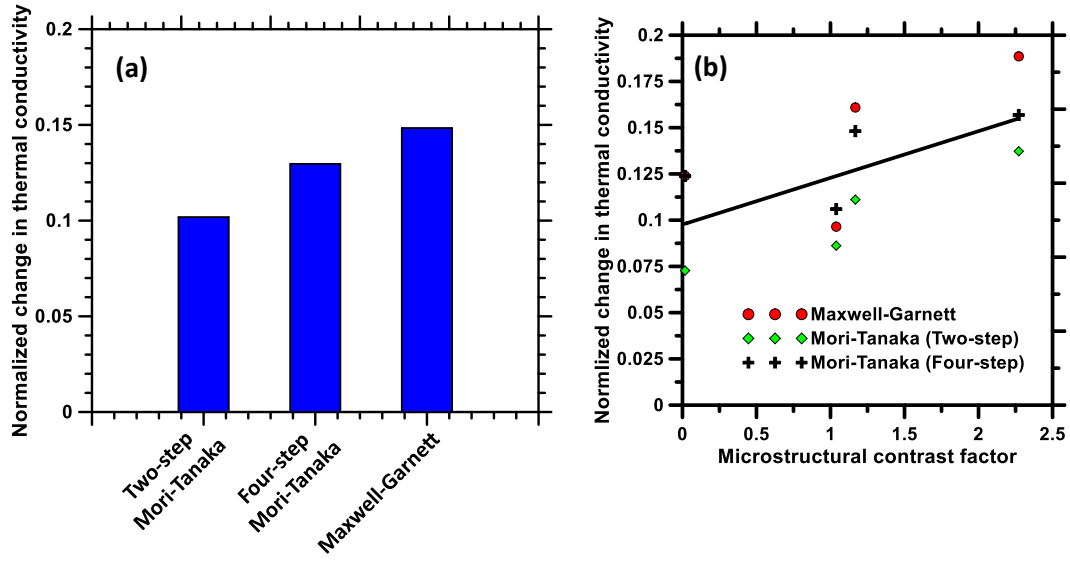 Normalized change in thermal conductivity
(a)
0.2
0.15
0.1
0.05
0
Two-step
Mori-Tanaka
Four-step
Mori-Tanaka
Maxwell-Garnett
Normlized change in thermal conductivity
(b)
0.2
0.175
0.15
0.125
0.1
0.075
0.05
0.025
0
Maxwell-Garnett
Mori-Tanaka (Two-step)
Mori-Tanaka (Four-step)
0 0.5 1 1.5 2 2.5
Microstructural contrast factor